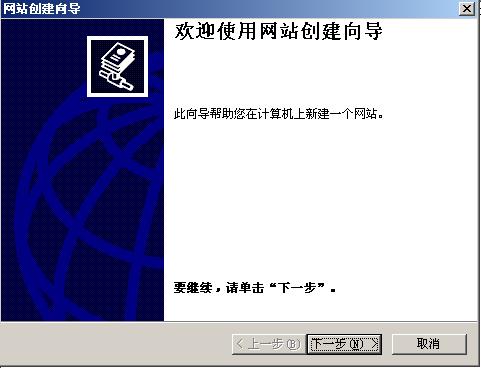 网站创建向导
欢迎使用网站创建向导
此向导帮助您在计算机上新建一个网站。
要继续，请单击“下一步”。
< 上一步(B) 下一步(N) > 取消